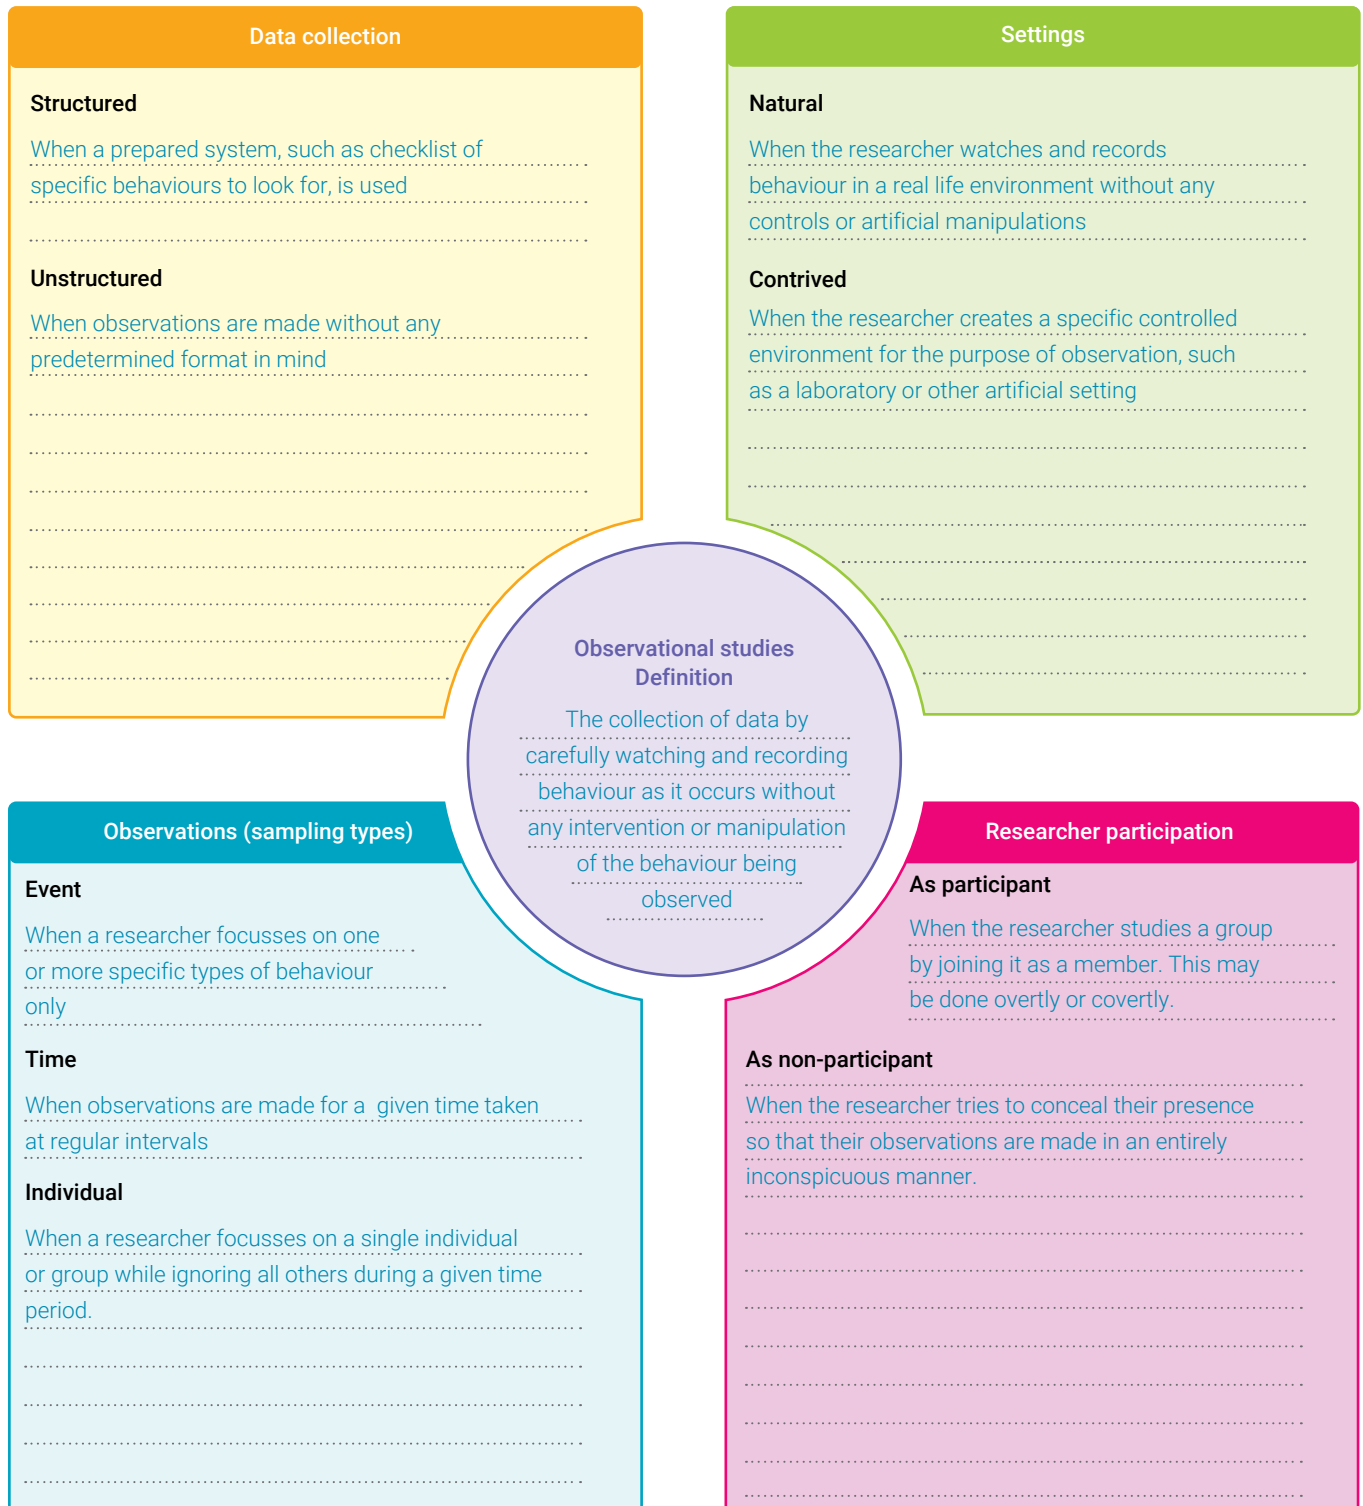 Data collection
Structured
When a prepared system, such as checklist of
specific behaviours to look for, is used
Unstructured
When observations are made without any
predetermined format in mind
Settings
Natural
When the researcher watches and records
behaviour in a real life environment without any
controls or artificial manipulations
Contrived
When the researcher creates a specific controlled
environment for the purpose of observation, such
as a laboratory or other artificial setting
Observational studies
Definition
The collection of data by
carefully watching and recording
behaviour as it occurs without
any intervention or manipulation
of the behaviour being
observed
Observations (sampling types)
Event
When a researcher focusses on one
or more specific types of behaviour
only
Time
When observations are made for a  given time taken
at regular intervals
Individual
When a researcher focusses on a single individual
or group while ignoring all others during a given time
period.
Researcher participation
As participant
When the researcher studies a group
by joining it as a member. This may
be done overtly or covertly.
As non-participant
When the researcher tries to conceal their presence
so that their observations are made in an entirely
inconspicuous manner.